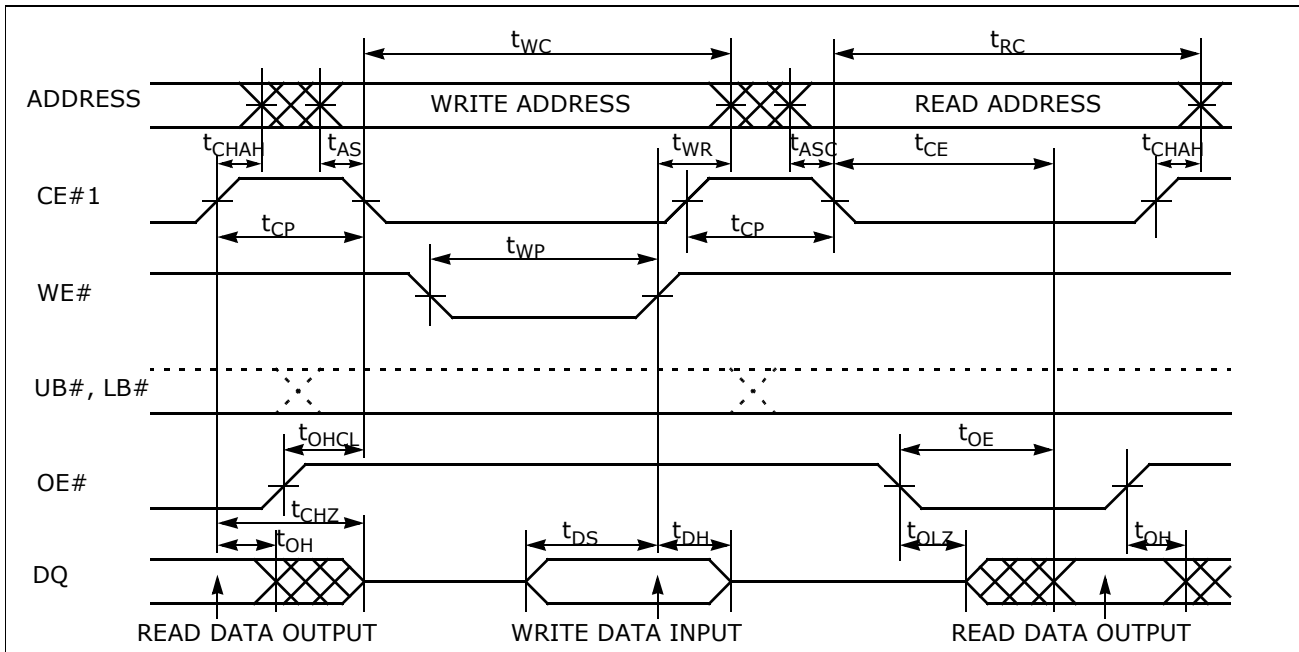 tWC tRC
ADDRESS WRITE ADDRESS READ ADDRESS
tCHAH tAS tWR tASC tCE tCHAH
CE#1
tCP tWP tCP
WE#
UB#, LB#
tOHCL tOE
OE#
tCHZ
tOH tDS tDH tOLZ tOH
DQ
READ DATA OUTPUT WRITE DATA INPUT READ DATA OUTPUT